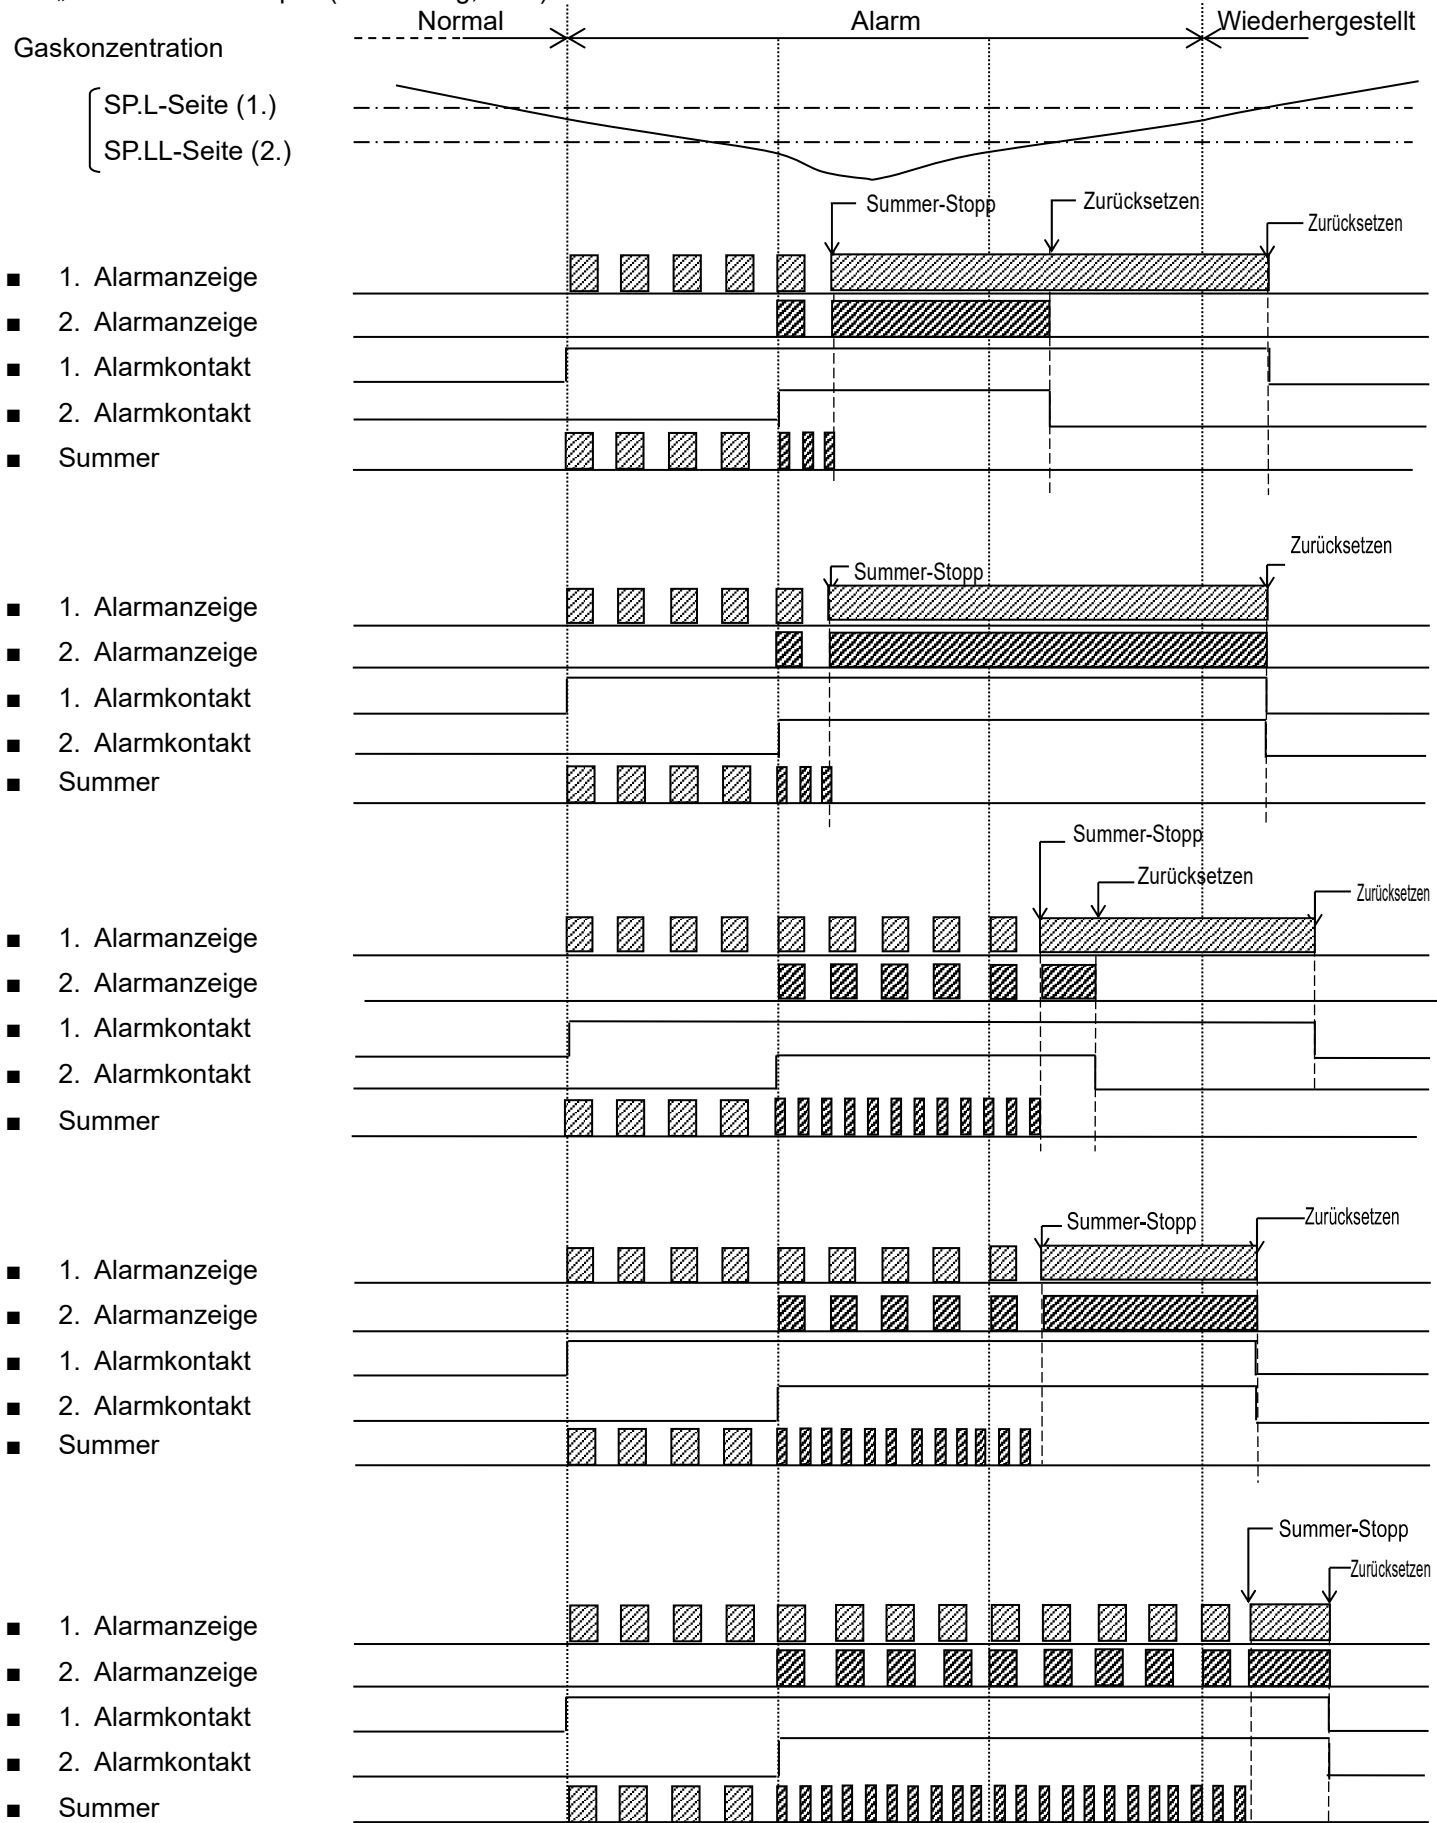 Normal
Alarm
Wiederhergestellt
Gaskonzentration
SP.L-Seite (1.)
SP.LL-Seite (2.)
Summer-Stopp
Zurücksetzen
Zurücksetzen
■ 1. Alarmanzeige
■ 2. Alarmanzeige
■ 1. Alarmkontakt
■ 2. Alarmkontakt
■ Summer
Zurücksetzen
Summer-Stopp
■ 1. Alarmanzeige
■ 2. Alarmanzeige
■ 1. Alarmkontakt
■ 2. Alarmkontakt
■ Summer
Summer-Stopp
Zurücksetzen
Zurücksetzen
■ 1. Alarmanzeige
■ 2. Alarmanzeige
■ 1. Alarmkontakt
■ 2. Alarmkontakt
■ Summer
Summer-Stopp
Zurücksetzen
■ 1. Alarmanzeige
■ 2. Alarmanzeige
■ 1. Alarmkontakt
■ 2. Alarmkontakt
■ Summer
Summer-Stopp
Zurücksetzen
■ 1. Alarmanzeige
■ 2. Alarmanzeige
■ 1. Alarmkontakt
■ 2. Alarmkontakt
■ Summer